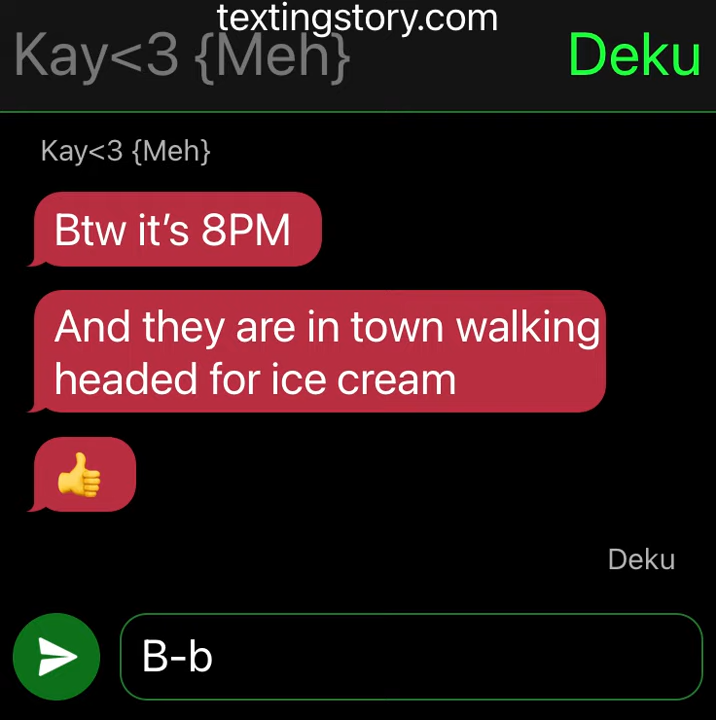 textingstory.com
Kay<3 {Meh}
Deku
Kay<3 {Meh}
Btw it’s 8PM
And they are in town walking
headed for ice cream
👍
Deku
B-b